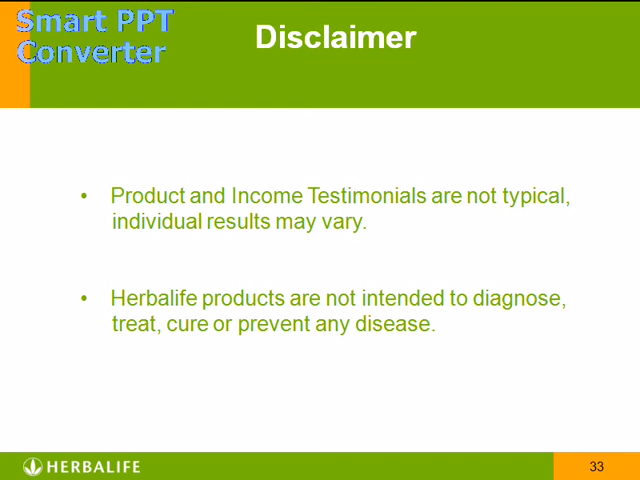 Smart PPT
Converter
Disclaimer
• Product and Income Testimonials are not typical,
individual results may vary.
• Herbalife products are not intended to diagnose,
treat, cure or prevent any disease.
HERBALIFE
33